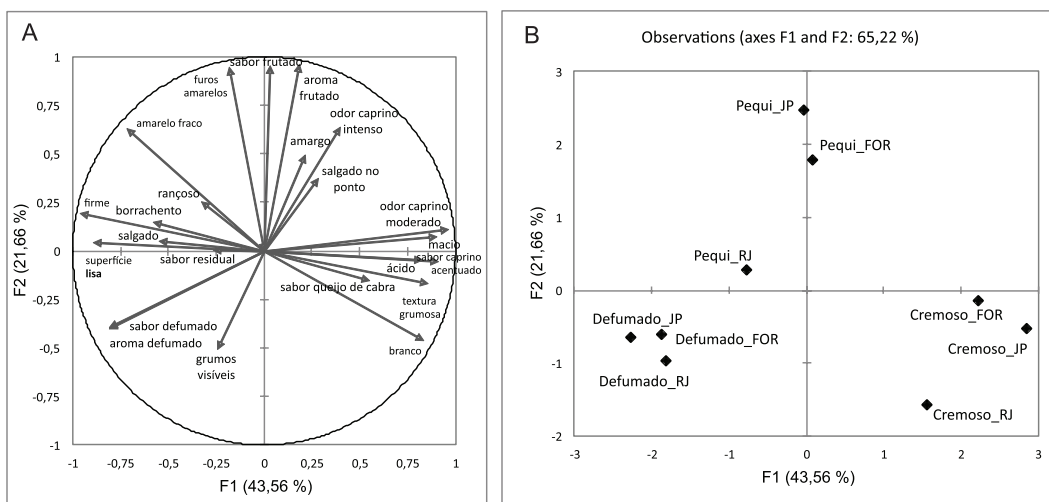 A
1
0,75
0,5
0,25
0
-0,25
-0,5
-0,75
-1
F2 (21,66 %)
sabor frutado
furos
amarelos
aroma
frutado
amarelo fraco
odor caprino
intenso
amargo
salgado no
ponto
rançoso
firme
borrachento
odor caprino
moderado
salgado
macio
superfície
lisa
sabor residual
sabor caprino
acentuado
ácido
sabor queijo de cabra
textura
grumosa
sabor defumado
aroma defumado
grumos
visíveis
branco
-1
-0,75
-0,5
-0,25
0
0,25
0,5
0,75
1
F1 (43,56 %)
B
Observations (axes F1 and F2: 65,22 %)
3
2
1
0
-1
-2
F2 (21,66 %)
Pequi_JP
Pequi_FOR
Pequi_RJ
Cremoso_FOR
Defumado_JP
Defumado_FOR
Cremoso_JP
Defumado_RJ
Cremoso_RJ
-3
-2
-1
0
1
2
3
F1 (43,56 %)